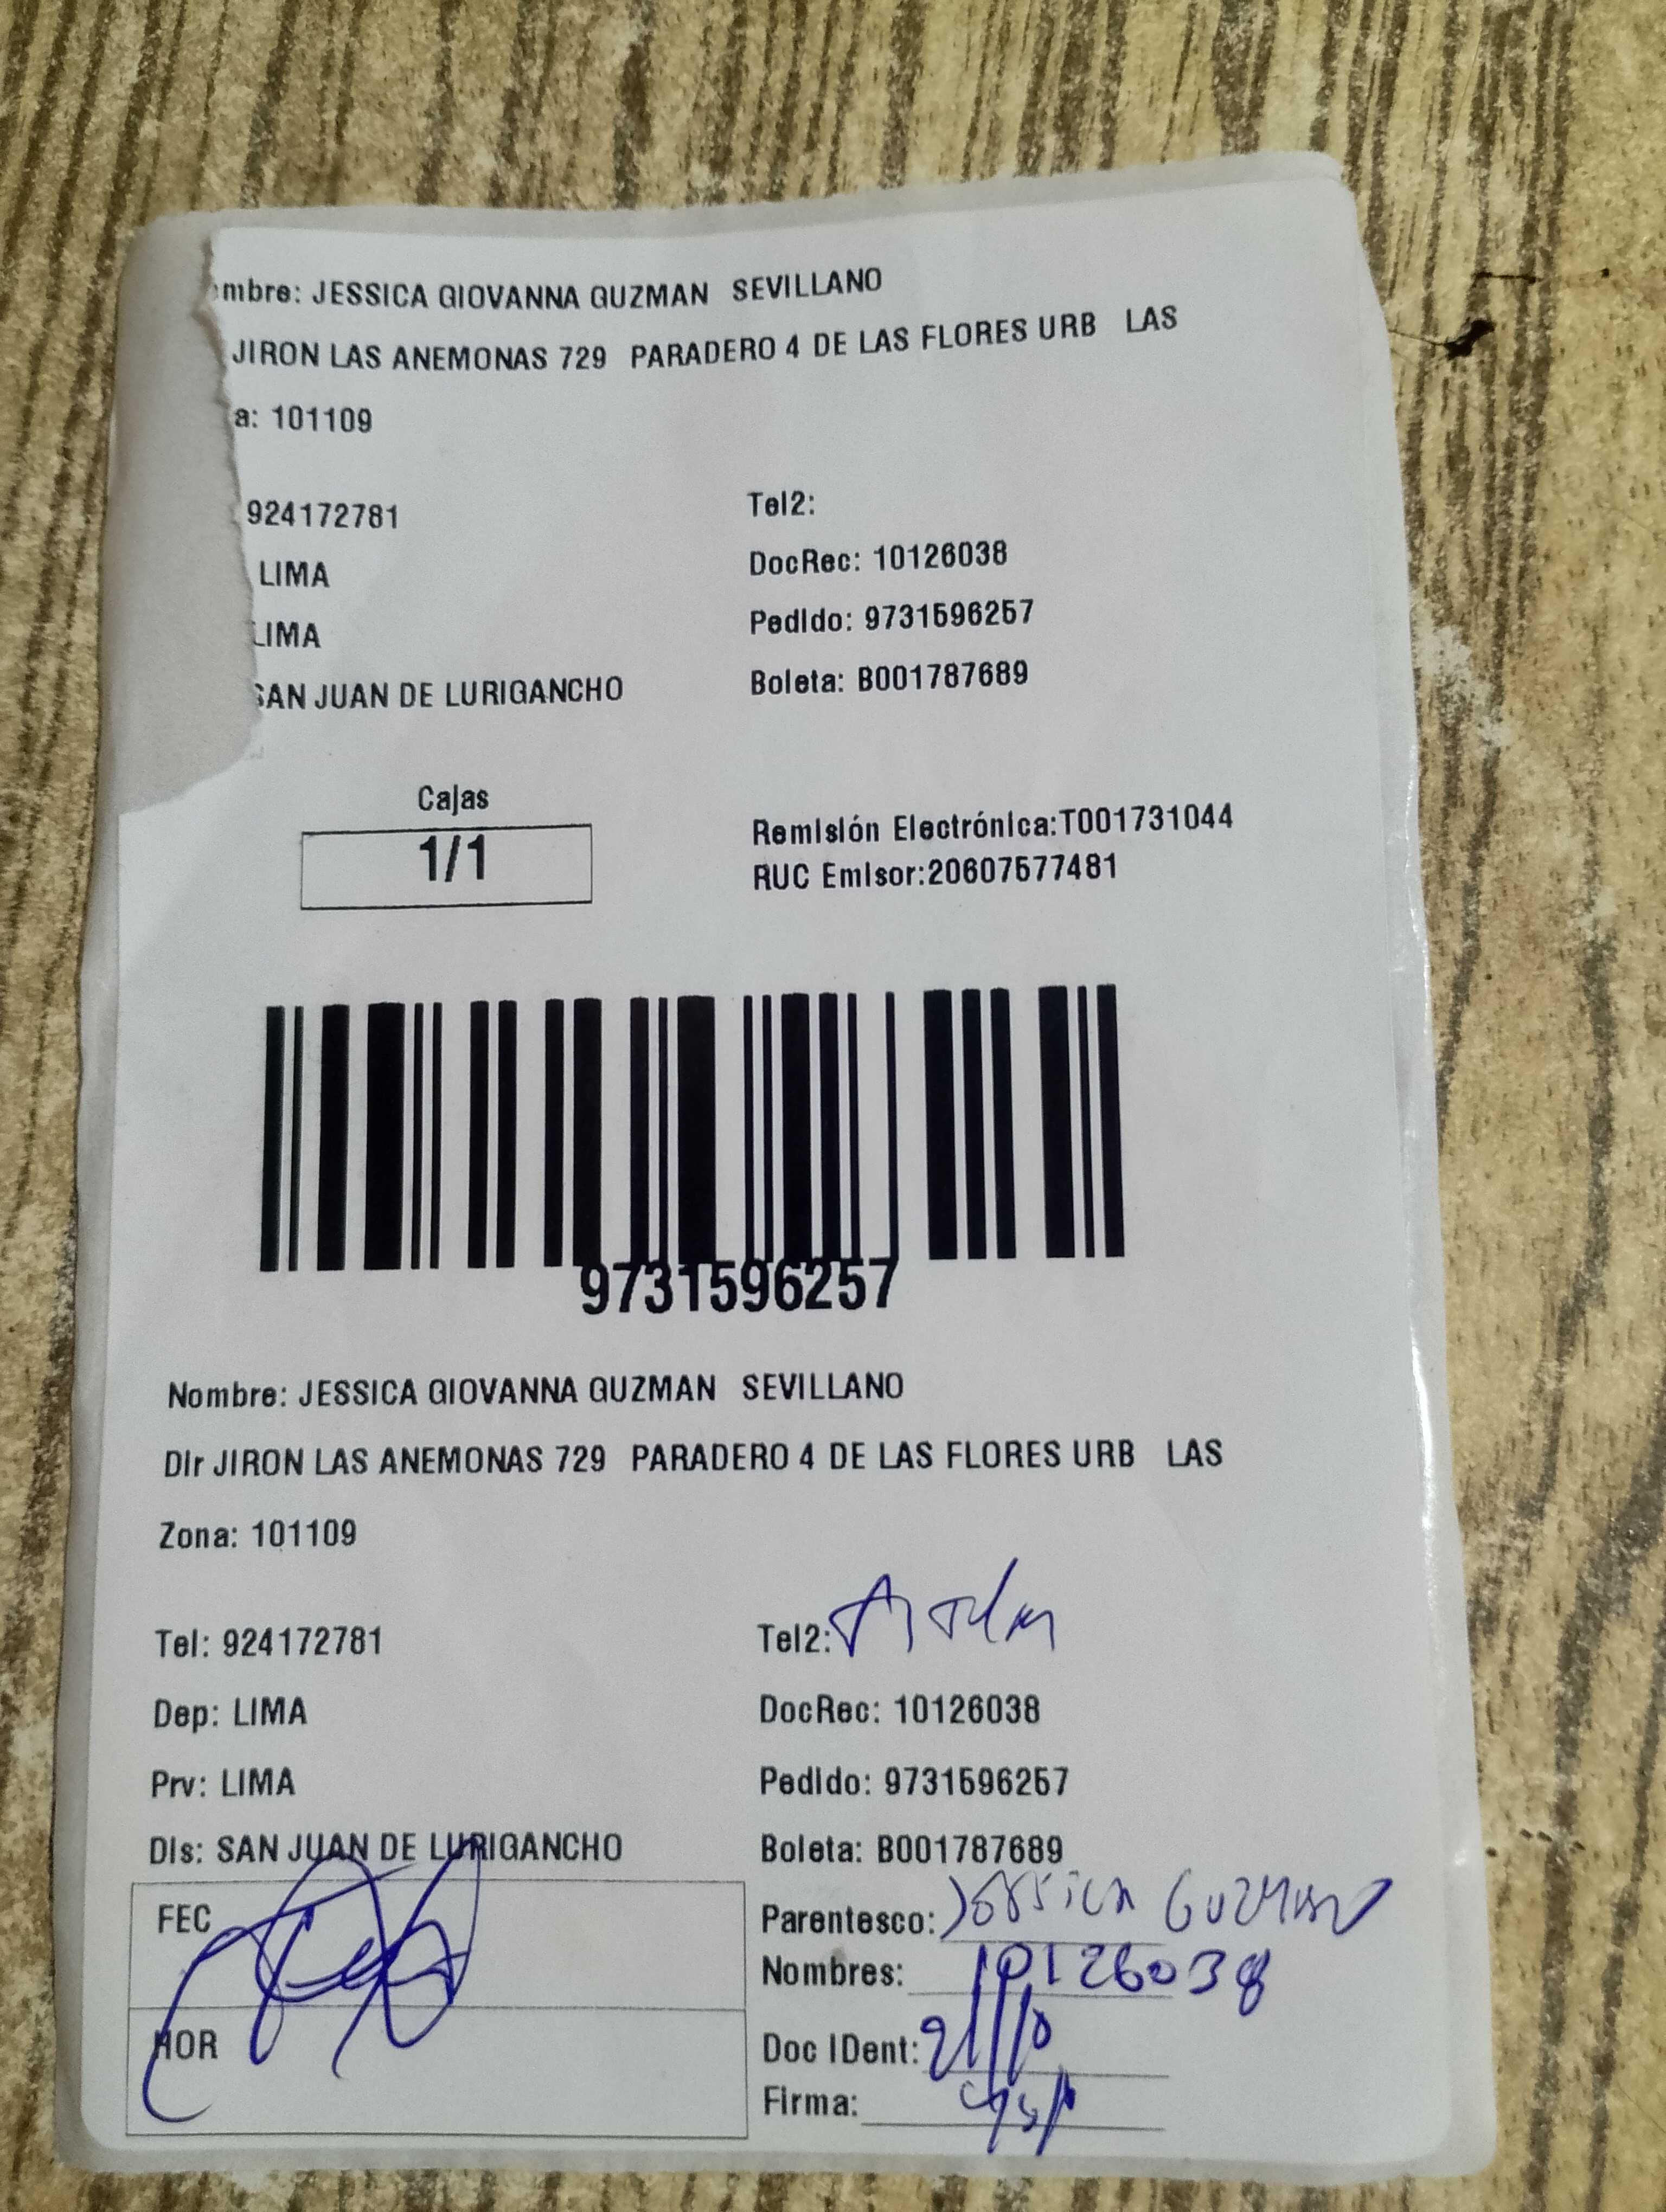 mbre: JESSICA GIOVANNA GUZMAN SEVILLANO
JIRON LAS ANEMONAS 729 PARADERO 4 DE LAS FLORES URB LAS
a: 101109
924172781
Tel2:
LIMA
DocRec: 10126038
LIMA
Pedido: 9731596257
SAN JUAN DE LURIGANCHO
Boleta: B001787689
Cajas
1/1
Remisión Electrónica:T001731044
RUC Emisor:20607577481
9731596257
Nombre: JESSICA GIOVANNA GUZMAN SEVILLANO
Dir JIRON LAS ANEMONAS 729 PARADERO 4 DE LAS FLORES URB LAS
Zona: 101109
Tel: 924172781
Tel2:
Dep: LIMA
DocRec: 10126038
Prv: LIMA
Pedido: 9731596257
Dis: SAN JUAN DE LURIGANCHO
Boleta: B001787689
FEC
Parentesco: Jessica Guzman
Nombres: 10126038
HOR
Doc IDent:
Firma: